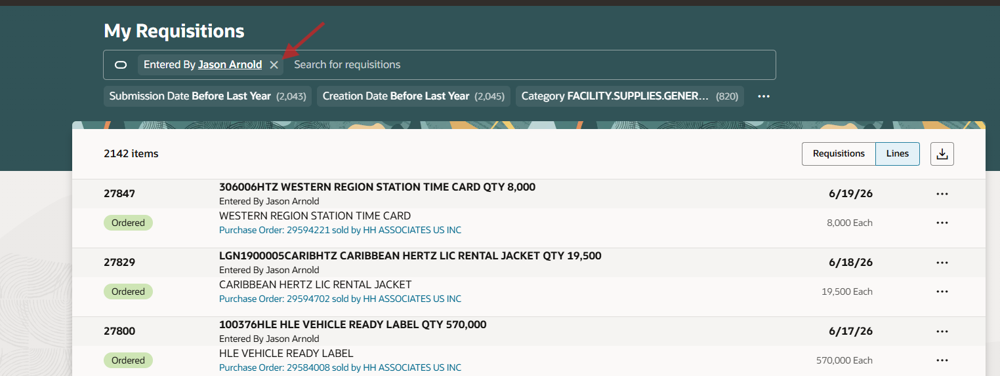 My Requisitions
Entered By Jason Arnold × Search for requisitions
Submission Date Before Last Year (2,043) Creation Date Before Last Year (2,045) Category FACILITY.SUPPLIES.GENER... (820) ...
2142 items Requisitions Lines
27847 306006HTZ WESTERN REGION STATION TIME CARD QTY 8,000 6/19/26 ...
Entered By Jason Arnold
Ordered WESTERN REGION STATION TIME CARD 8,000 Each ...
Purchase Order: 29594221 sold by HH ASSOCIATES US INC
27829 LGN1900005CARIBHTZ CARIBBEAN HERTZ LIC RENTAL JACKET QTY 19,500 6/18/26 ...
Entered By Jason Arnold
Ordered CARIBBEAN HERTZ LIC RENTAL JACKET 19,500 Each ...
Purchase Order: 29594702 sold by HH ASSOCIATES US INC
27800 100376HLE HLE VEHICLE READY LABEL QTY 570,000 6/17/26 ...
Entered By Jason Arnold
Ordered HLE VEHICLE READY LABEL 570,000 Each ...
Purchase Order: 29584008 sold by HH ASSOCIATES US INC